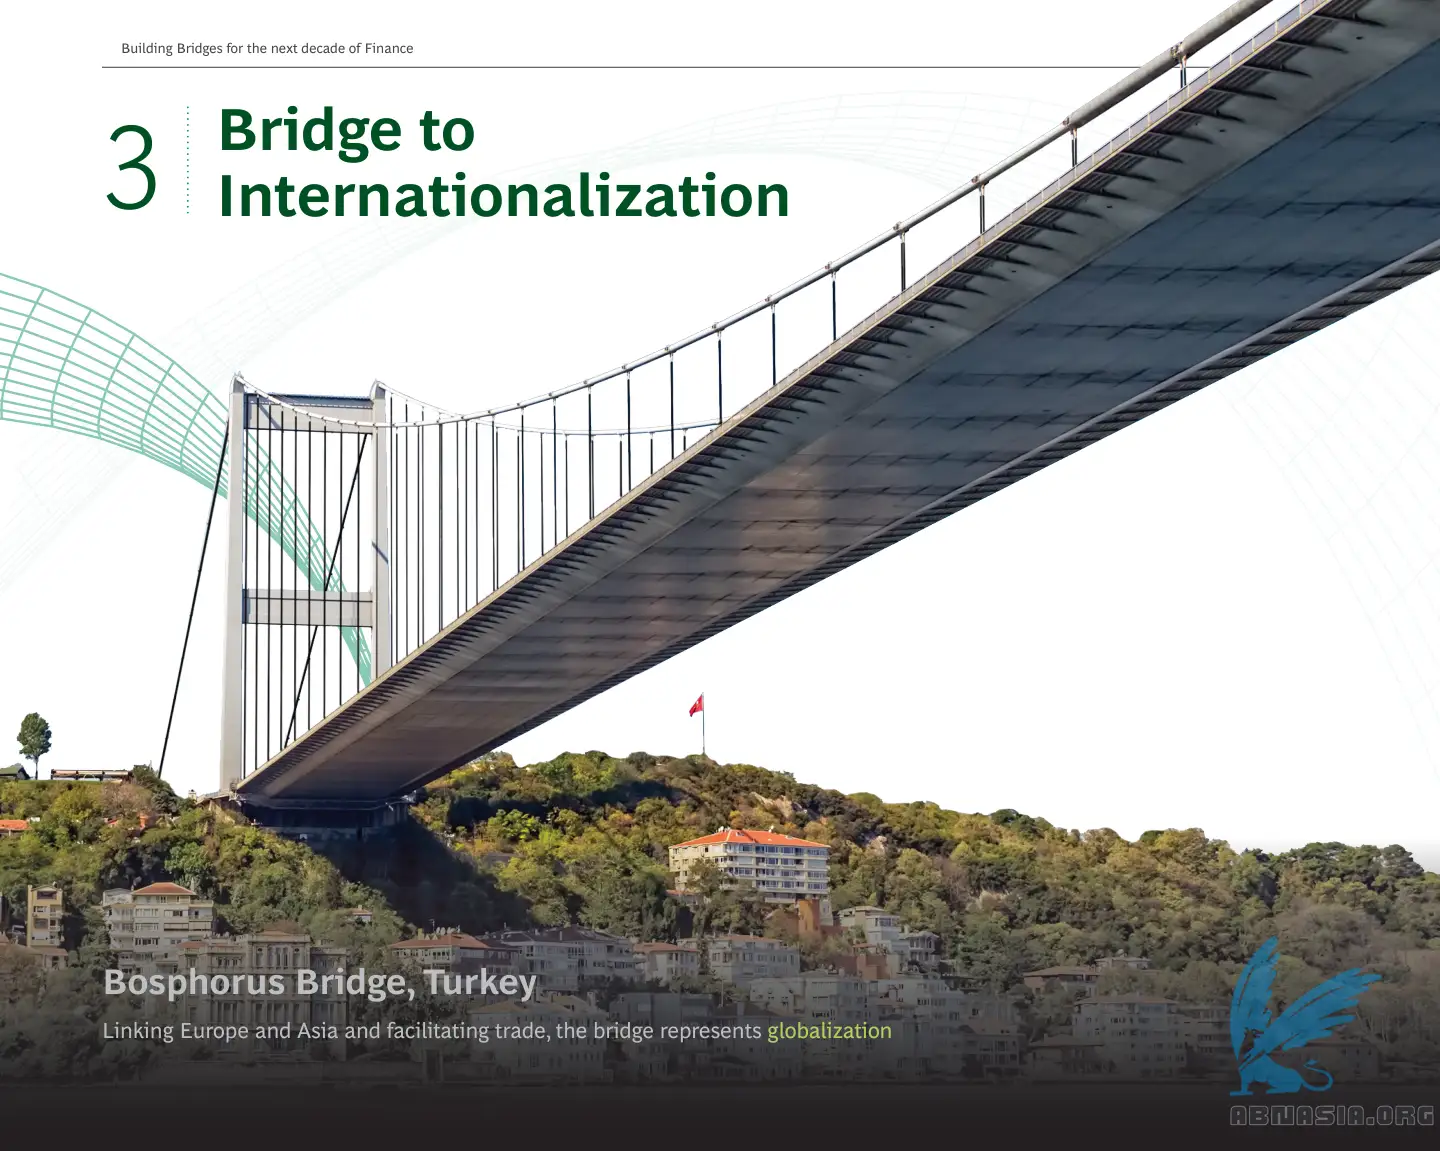 Building Bridges for the next decade of Finance
3
Bridge to
Internationalization
Bosphorus Bridge, Turkey
Linking Europe and Asia and facilitating trade, the bridge represents globalization
ABNASIA.ORG